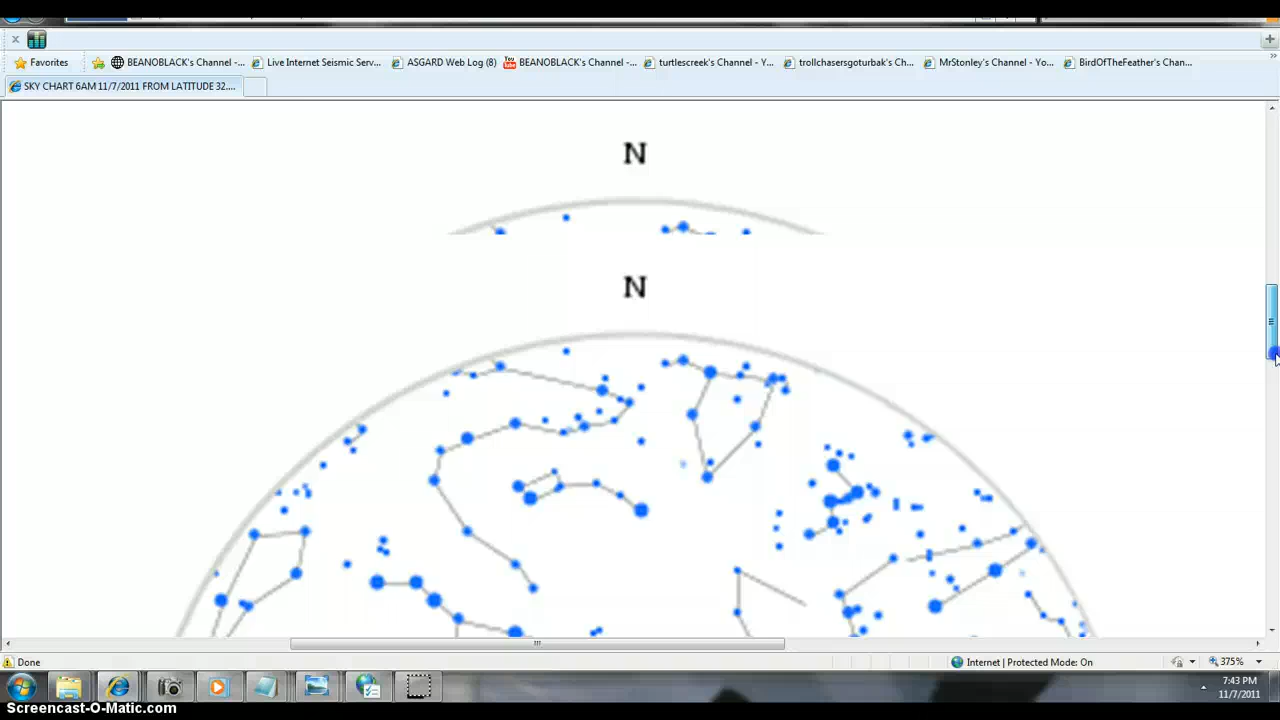 Favorites
BEANOBLACK's Channel -...
Live Internet Seismic Serv...
ASGARD Web Log (8)
You Tube
BEANOBLACK's Channel -...
turtlescreek's Channel - Y...
trollchasersgoturbak's Ch...
MrStonley's Channel - Yo...
BirdOfTheFeather's Chan...
SKY CHART 6AM 11/7/2011 FROM LATITUDE 32....
N
N
Done
Internet | Protected Mode: On
375%
7:43 PM
11/7/2011
Screencast-O-Matic.com